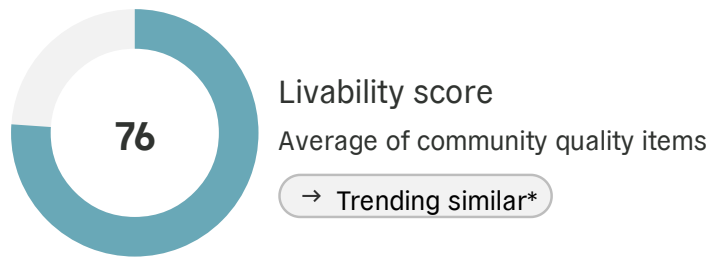 76
Livability score
Average of community quality items
→ Trending similar*